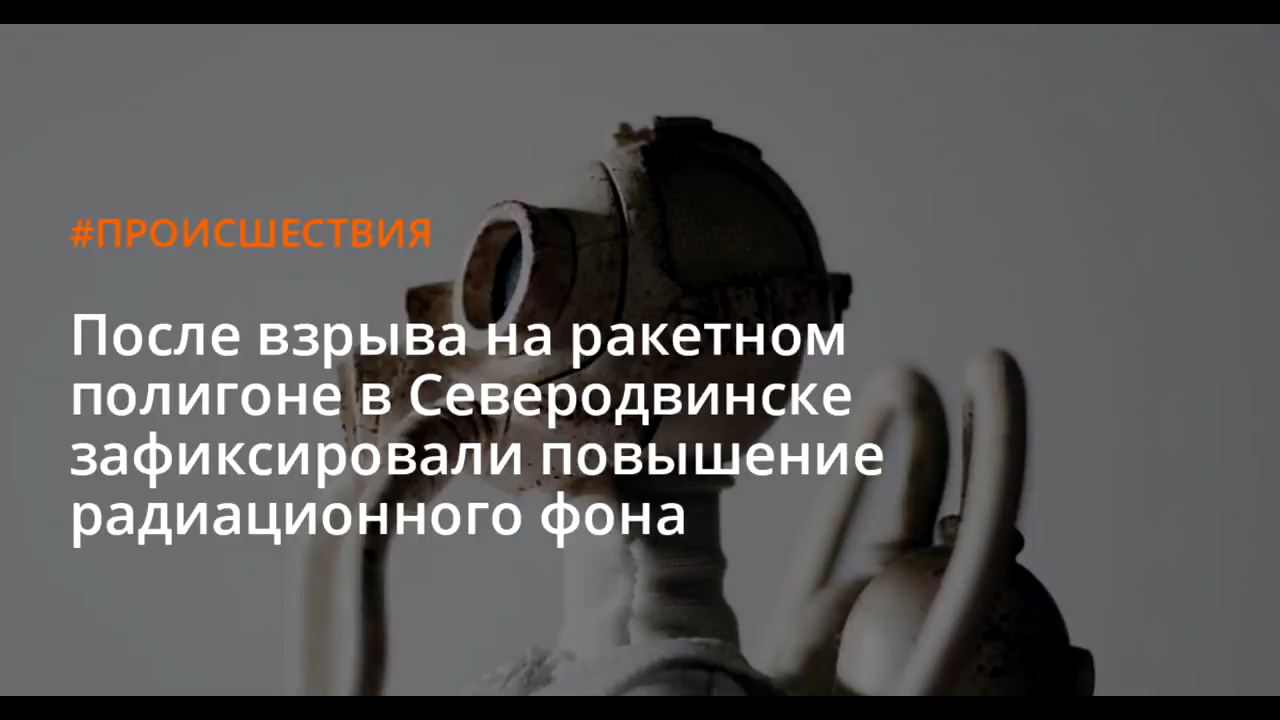 #ПРОИСШЕСТВИЯ
После взрыва на ракетном
полигоне в Северодвинске
зафиксировали повышение
радиационного фона